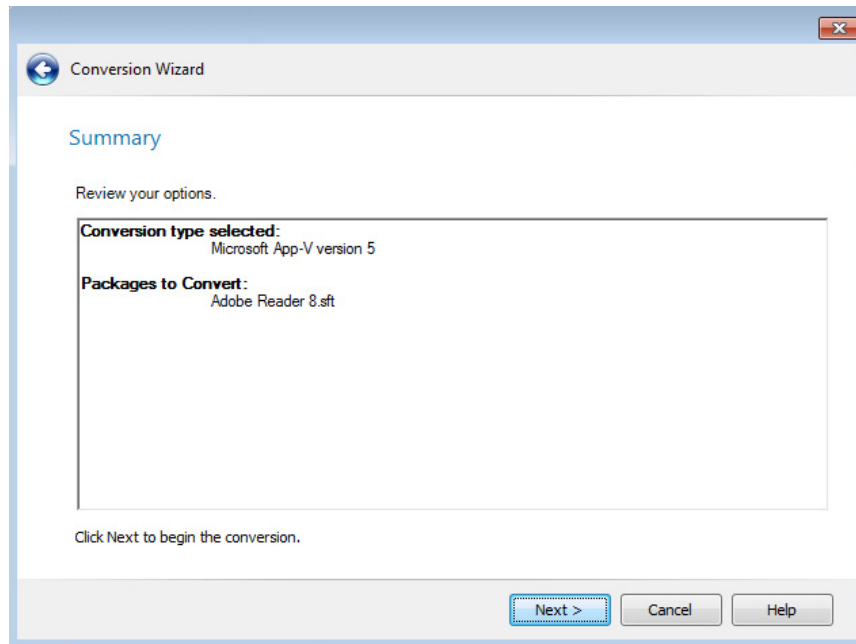 Conversion Wizard
Summary
Review your options.
Conversion type selected:
Microsoft App-V version 5
Packages to Convert:
Adobe Reader 8.sft
Click Next to begin the conversion.
Next >
Cancel
Help